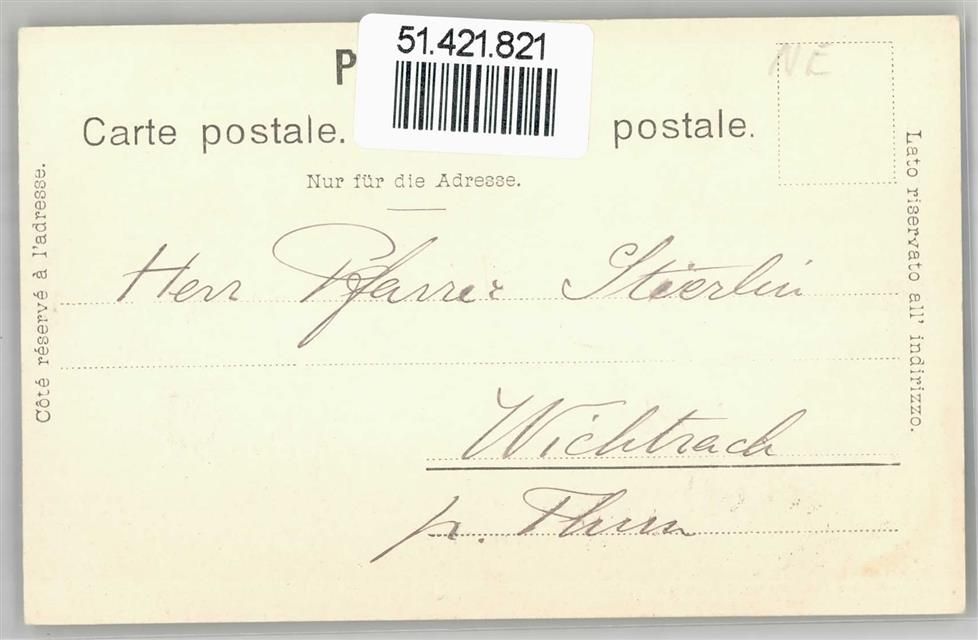 51.421.821
P
NE
Carte postale. postale.
Nur für die Adresse.
Côté réservé à l'adresse.
Lato riservato all' indirizzo.
Herr Pfarrer Stierlin
Wichtrach
p. Thun